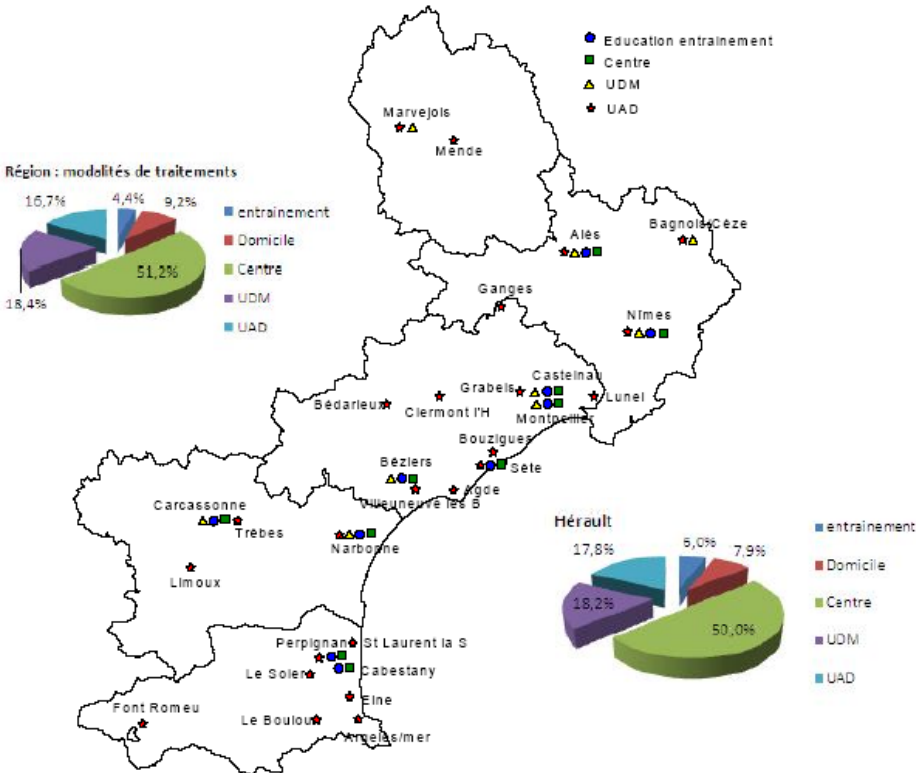 Education entrainement
Centre
UDM
UAD
Marvejols
Mende
Région : modalités de traitements
16,7%
4,4%
9,2%
51,2%
18,4%
entrainement
Domicile
Centre
UDM
UAD
Alès
Bagnols/Cèze
Ganges
Nîmes
Castelnau
Grabels
Lunel
Bédarieux
Clermont l'H
Montpellier
Bouzigues
Béziers
Sète
Agde
Villeuneuve les B
Carcassonne
Trèbes
Narbonne
Limoux
Hérault
17,8%
6,0%
7,9%
18,2%
50,0%
entrainement
Domicile
Centre
UDM
UAD
Perpignan
St Laurent la S
Le Soler
Cabestany
Elne
Font Romeu
Le Boulou
Argeles/mer